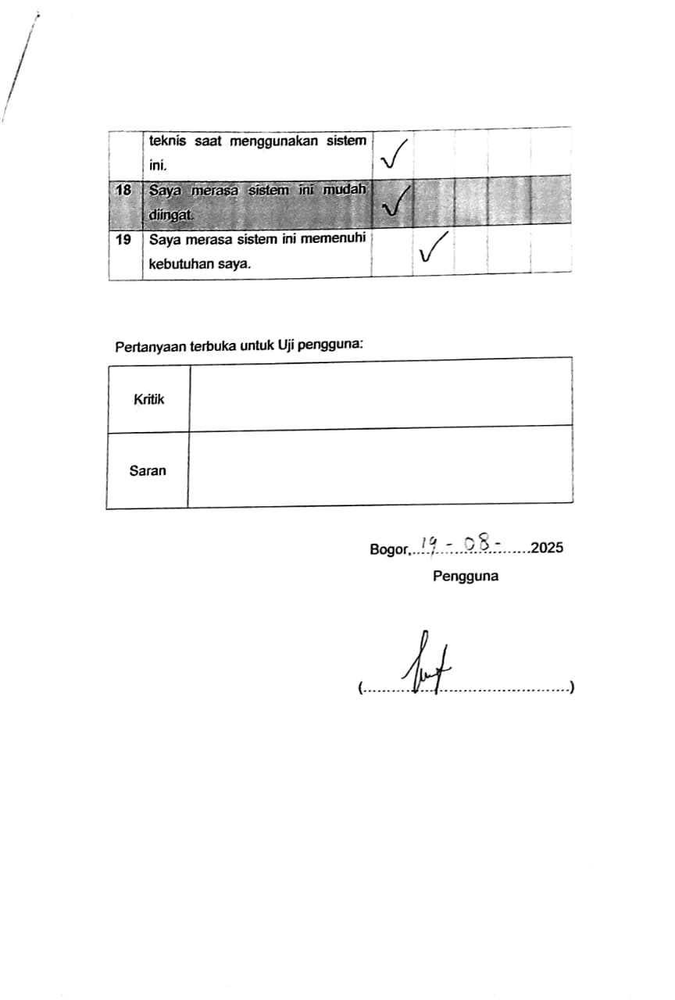 teknis saat menggunakan sistem
ini.
18 Saya merasa sistem ini mudah
diingat.
19 Saya merasa sistem ini memenuhi
kebutuhan saya.
Pertanyaan terbuka untuk Uji pengguna:
Kritik
Saran
Bogor,..19 - 08 -.......2025
Pengguna
(..............................................)